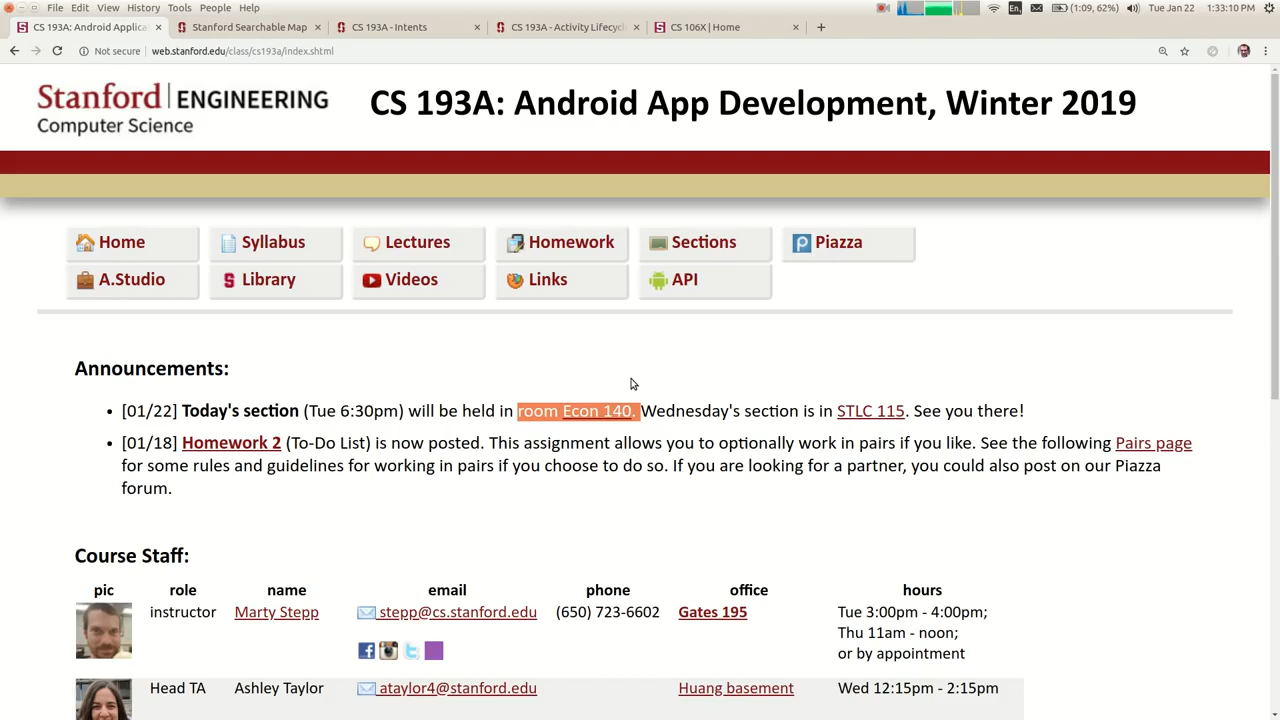 File Edit View History Tools People Help
En (1:09, 62%) Tue Jan 22 1:33:10 PM
CS 193A: Android Applica
Stanford Searchable Map
CS 193A - Intents
CS 193A - Activity Lifecycl
CS 106X | Home
Not secure web.stanford.edu/class/cs193a/index.shtml
Stanford ENGINEERING
Computer Science
CS 193A: Android App Development, Winter 2019
Home Syllabus Lectures Homework Sections Piazza
A.Studio Library Videos Links API
Announcements:
• [01/22] Today's section (Tue 6:30pm) will be held in room Econ 140. Wednesday's section is in STLC 115. See you there!
• [01/18] Homework 2 (To-Do List) is now posted. This assignment allows you to optionally work in pairs if you like. See the following Pairs page
for some rules and guidelines for working in pairs if you choose to do so. If you are looking for a partner, you could also post on our Piazza
forum.
Course Staff:
pic role name email phone office hours
instructor Marty Stepp stepp@cs.stanford.edu (650) 723-6602 Gates 195 Tue 3:00pm - 4:00pm;
Thu 11am - noon;
or by appointment
Head TA Ashley Taylor ataylor4@stanford.edu Huang basement Wed 12:15pm - 2:15pm